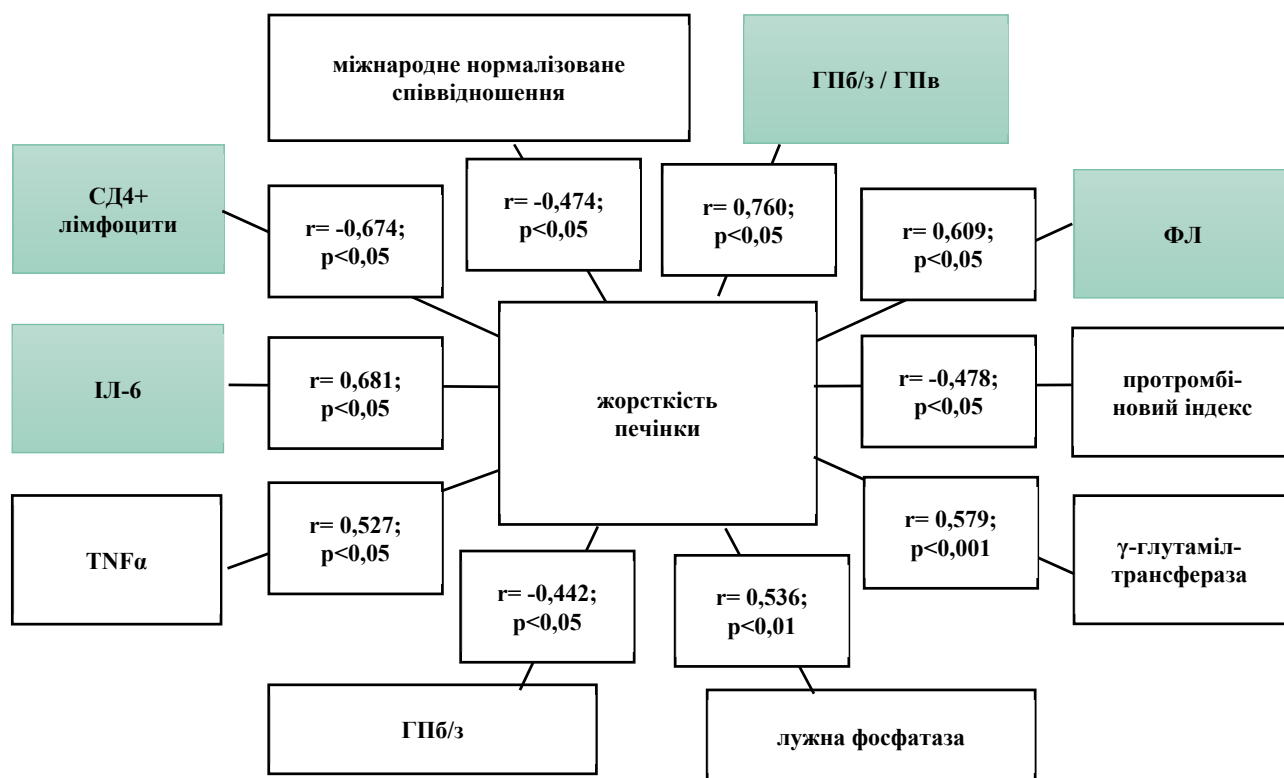 міжнародне нормалізоване
співвідношення
ГПб/з / ГПв
СД4+
лімфоцити
r= -0,674;
p<0,05
r= -0,474;
p<0,05
r= 0,760;
p<0,05
r= 0,609;
p<0,05
ФЛ
ІЛ-6
r= 0,681;
p<0,05
жорсткість
печінки
r= -0,478;
p<0,05
протромбі-
новий індекс
TNFα
r= 0,527;
p<0,05
r= -0,442;
p<0,05
r= 0,536;
p<0,01
r= 0,579;
p<0,001
γ-глутаміл-
трансфераза
ГПб/з
лужна фосфатаза